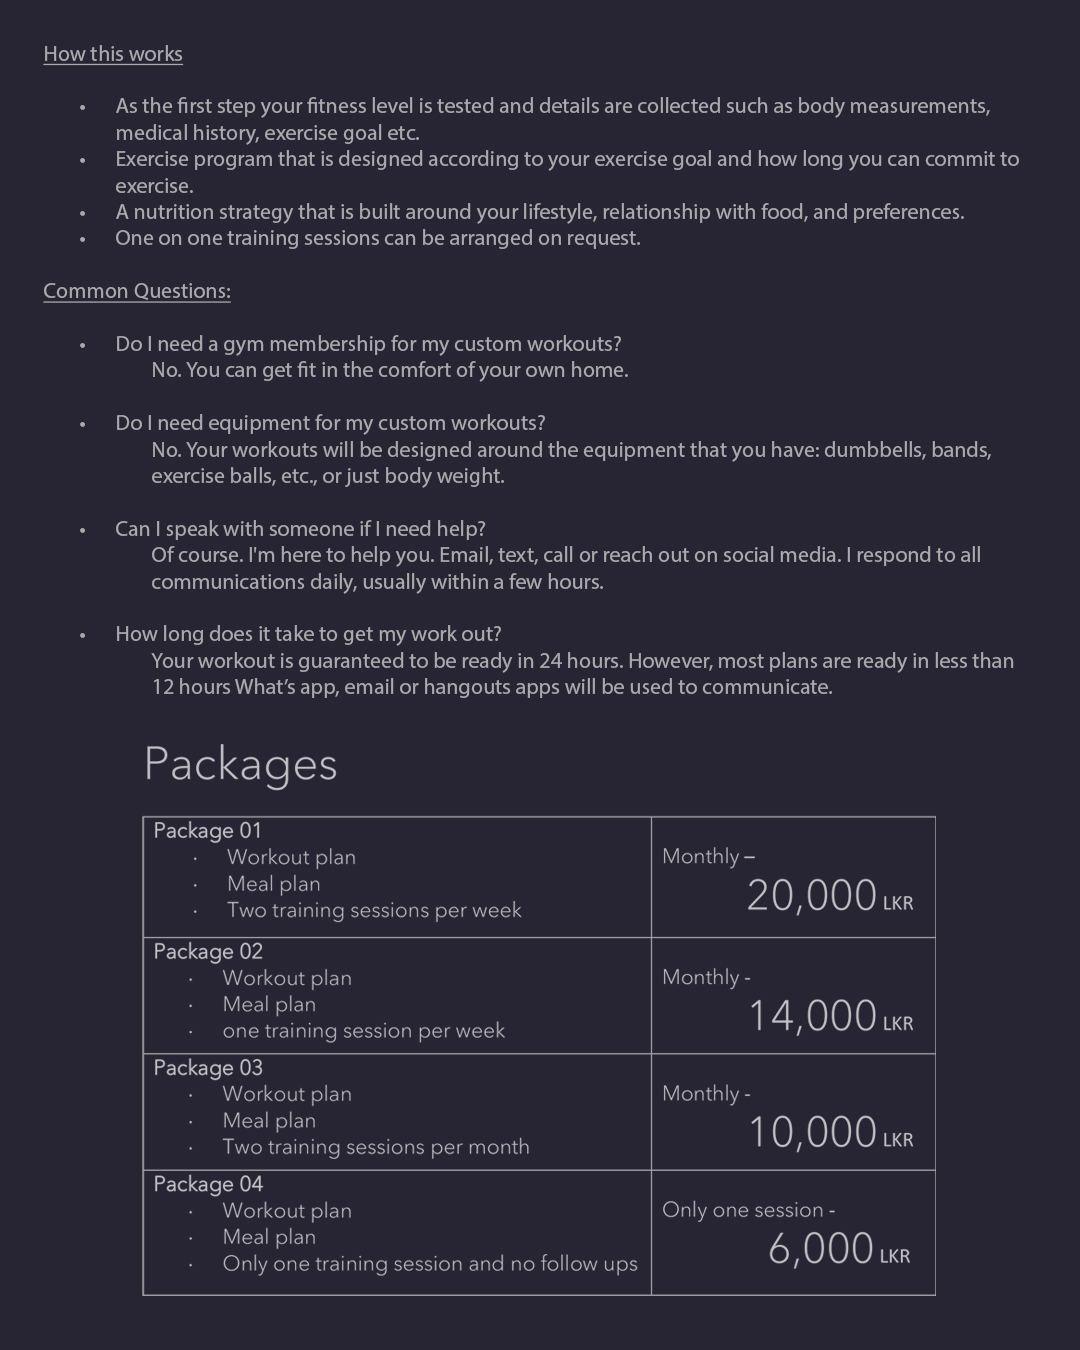 How this works
• As the first step your fitness level is tested and details are collected such as body measurements,
medical history, exercise goal etc.
• Exercise program that is designed according to your exercise goal and how long you can commit to
exercise.
• A nutrition strategy that is built around your lifestyle, relationship with food, and preferences.
• One on one training sessions can be arranged on request.
Common Questions:
• Do I need a gym membership for my custom workouts?
No. You can get fit in the comfort of your own home.
• Do I need equipment for my custom workouts?
No. Your workouts will be designed around the equipment that you have: dumbbells, bands,
exercise balls, etc., or just body weight.
• Can I speak with someone if I need help?
Of course. I'm here to help you. Email, text, call or reach out on social media. I respond to all
communications daily, usually within a few hours.
• How long does it take to get my work out?
Your workout is guaranteed to be ready in 24 hours. However, most plans are ready in less than
12 hours What’s app, email or hangouts apps will be used to communicate.
Packages
Package 01
· Workout plan
· Meal plan
· Two training sessions per week
Monthly –
20,000 LKR
Package 02
· Workout plan
· Meal plan
· one training session per week
Monthly -
14,000 LKR
Package 03
· Workout plan
· Meal plan
· Two training sessions per month
Monthly -
10,000 LKR
Package 04
· Workout plan
· Meal plan
· Only one training session and no follow ups
Only one session -
6,000 LKR